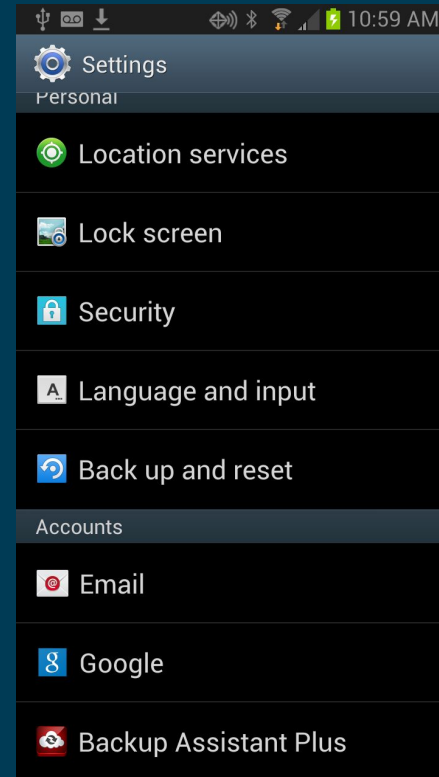 10:59 AM
Settings
Personal
Location services
Lock screen
Security
Language and input
Back up and reset
Accounts
Email
Google
Backup Assistant Plus